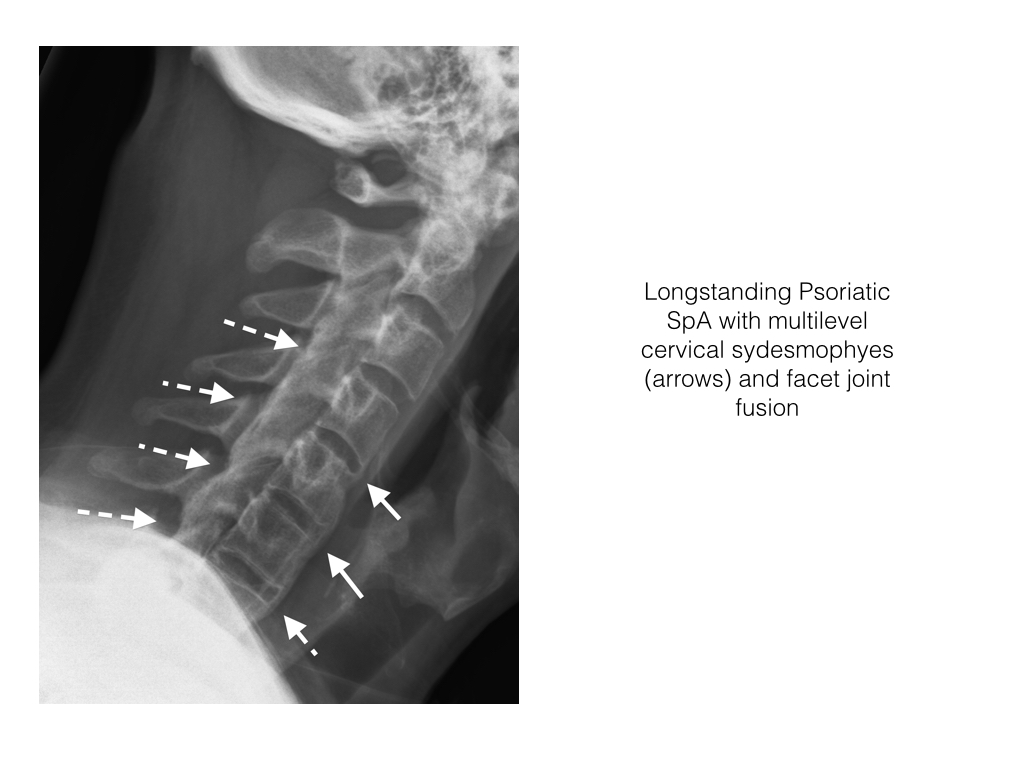 Longstanding Psoriatic
SpA with multilevel
cervical sydesmophyes
(arrows) and facet joint
fusion